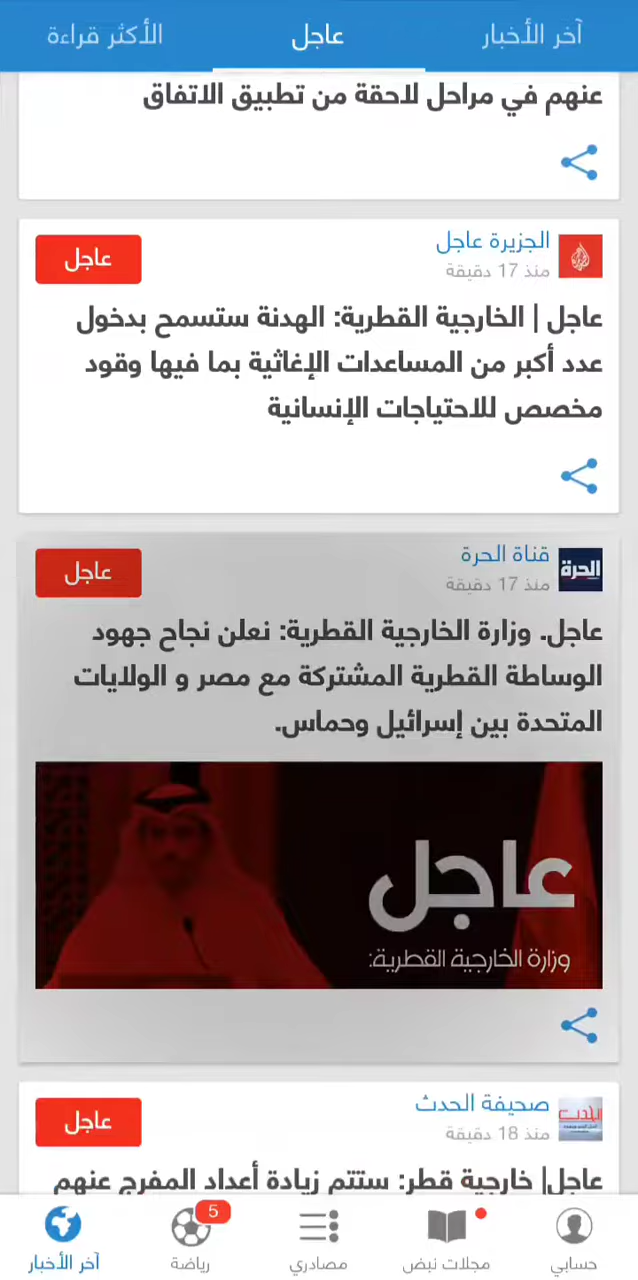 آخر الأخبار
عاجل
الأكثر قراءة
عنهم في مراحل لاحقة من تطبيق الاتفاق
الجزيرة عاجل
منذ 17 دقيقة
عاجل
عاجل | الخارجية القطرية: الهدنة ستسمح بدخول
عدد أكبر من المساعدات الإغاثية بما فيها وقود
مخصص للاحتياجات الإنسانية
قناة الحرة
منذ 17 دقيقة
عاجل
الحرة
عاجل. وزارة الخارجية القطرية: نعلن نجاح جهود
الوساطة القطرية المشتركة مع مصر و الولايات
المتحدة بين إسرائيل وحماس.
عاجل
وزارة الخارجية القطرية:
صحيفة الحدث
منذ 18 دقيقة
عاجل
الحدث
عاجل| خارجية قطر: ستتم زيادة أعداد المفرج عنهم
حسابي
مجلات نبض
مصادري
5
رياضة
آخر الأخبار